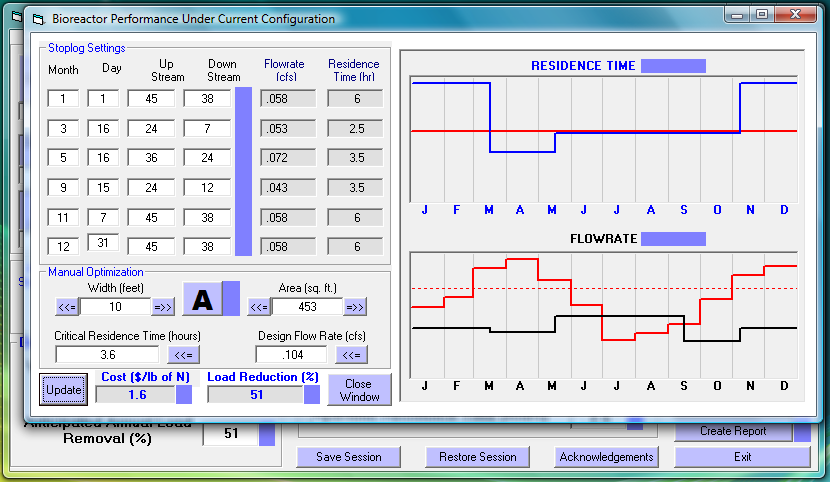 Bioreactor Performance Under Current Configuration
Stoplog Settings
Month Day Up Stream Down Stream Flowrate (cfs) Residence Time (hr)
1 1 45 38 .058 6
3 16 24 7 .053 2.5
5 16 36 24 .072 3.5
9 15 24 12 .043 3.5
11 7 45 38 .058 6
12 31 45 38 .058 6
Manual Optimization
Width (feet) Area (sq. ft.)
<<= 10 =>> A <<= 453 =>>
Critical Residence Time (hours) Design Flow Rate (cfs)
3.6 <<= .104 <<=
Update Cost ($/lb of N) Load Reduction (%) Close Window
1.6 51
RESIDENCE TIME
J F M A M J J A S O N D
FLOWRATE
J F M A M J J A S O N D
Anticipated Annual Load
Removal (%) 51
Create Report
Save Session Restore Session Acknowledgements Exit